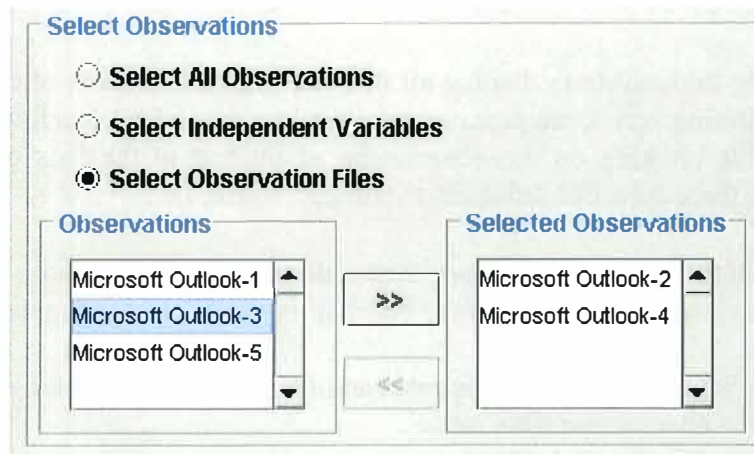 Select Observations
Select All Observations
Select Independent Variables
Select Observation Files
Observations
Microsoft Outlook-1
Microsoft Outlook-3
Microsoft Outlook-5
>>
<<
Selected Observations
Microsoft Outlook-2
Microsoft Outlook-4